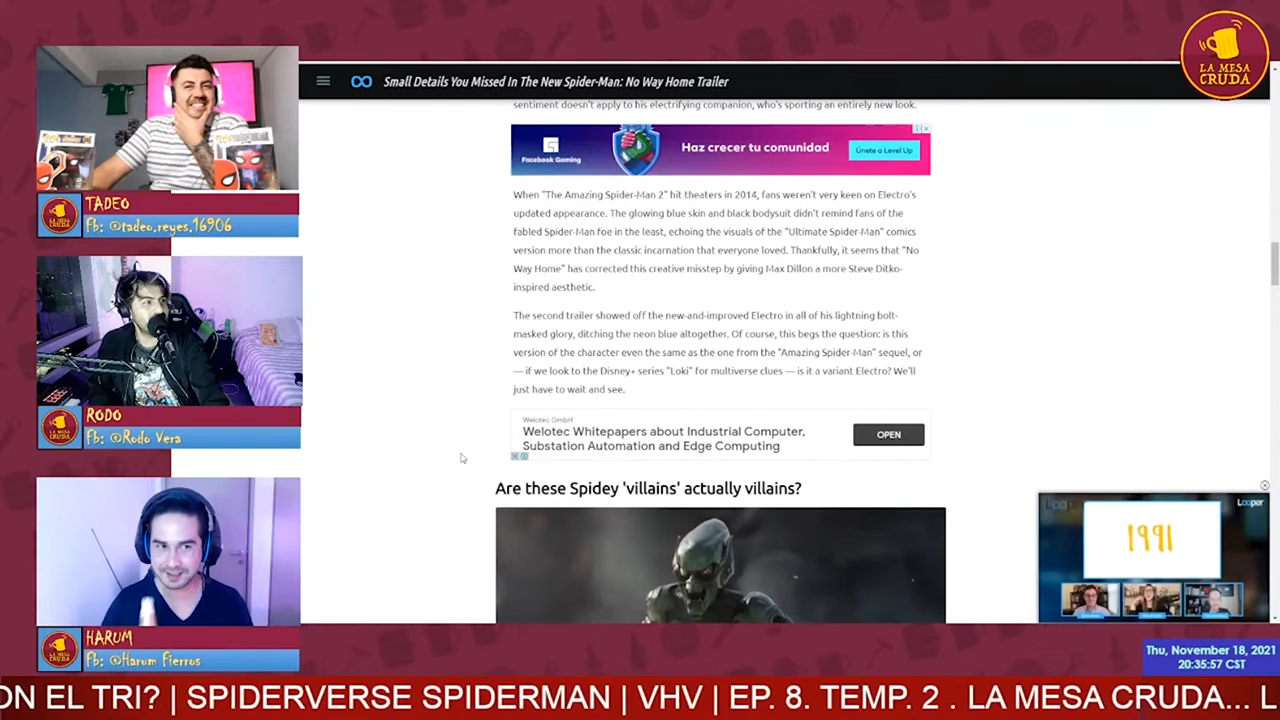 LA MESA
CRUDA
Small Details You Missed In The New Spider-Man: No Way Home Trailer
sentiment doesn't apply to his electrifying companion, who's sporting an entirely new look.
Facebook Gaming
Haz crecer tu comunidad
Únete a Level Up
When "The Amazing Spider-Man 2" hit theaters in 2014, fans weren't very keen on Electro's
updated appearance. The glowing blue skin and black bodysuit didn't remind fans of the
fabled Spider-Man foe in the least, echoing the visuals of the "Ultimate Spider-Man" comics
version more than the classic incarnation that everyone loved. Thankfully, it seems that "No
Way Home" has corrected this creative misstep by giving Max Dillon a more Steve Ditko-
inspired aesthetic.
The second trailer showed off the new-and-improved Electro in all of his lightning bolt-
masked glory, ditching the neon blue altogether. Of course, this begs the question: is this
version of the character even the same as the one from the "Amazing Spider-Man" sequel, or
— if we look to the Disney+ series "Loki" for multiverse clues — is it a variant Electro? We'll
just have to wait and see.
Welotec GmbH
Welotec Whitepapers about Industrial Computer,
Substation Automation and Edge Computing
OPEN
Are these Spidey 'villains' actually villains?
TADEO
Fb: @tadeo.reyes.16906
RODO
Fb: @Rodo Vera
HARUM
Fb: @Harum Fierros
Looper
1991
Thu, November 18, 2021
20:35:57 CST
ON EL TRI? | SPIDERVERSE SPIDERMAN | VHV | EP. 8. TEMP. 2 . LA MESA CRUDA... L